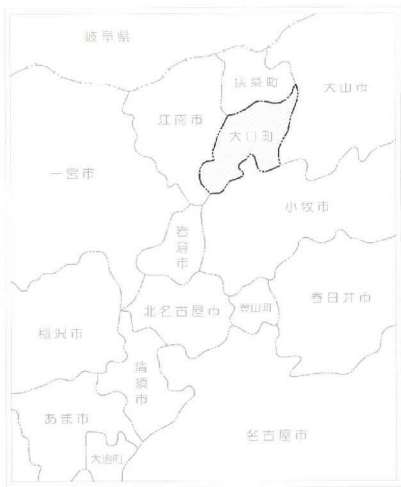 岐阜県
扶桑町
犬山市
江南市
大口町
一宮市
小牧市
岩倉市
春日井市
北名古屋市
豊山町
稲沢市
清須市
あま市
名古屋市
大治町